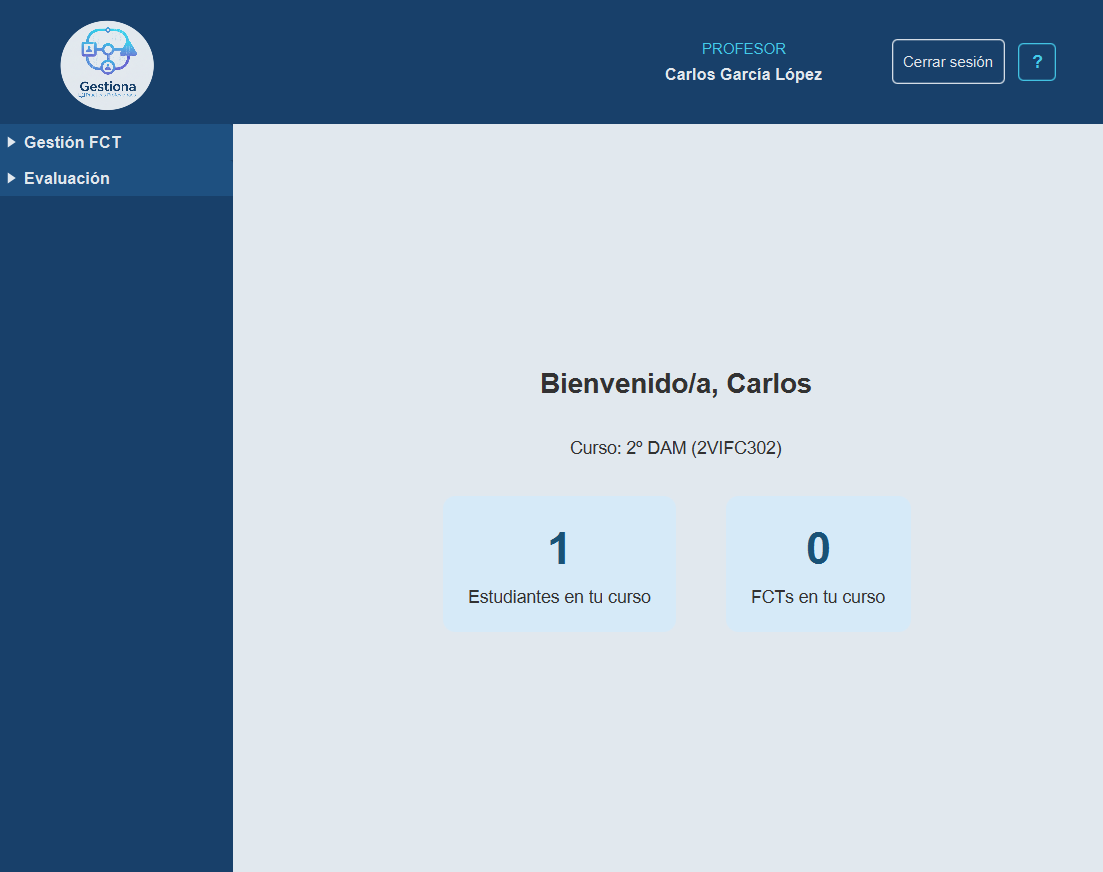 Gestiona
PROFESOR
Carlos García López
Cerrar sesión
?
Gestión FCT
Evaluación
Bienvenido/a, Carlos
Curso: 2º DAM (2VIFC302)
1
Estudiantes en tu curso
0
FCTs en tu curso